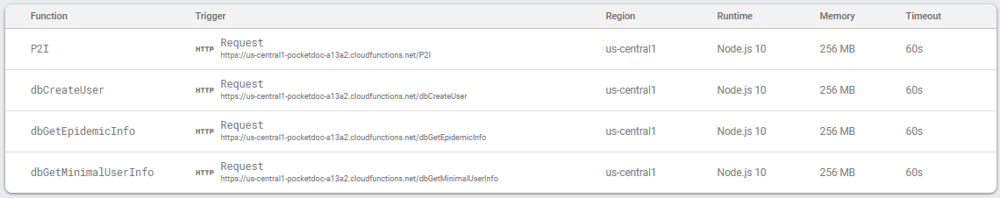 Function Trigger Region Runtime Memory Timeout
P2I HTTP Request us-central1 Node.js 10 256 MB 60s
https://us-central1-pocketdoc-a13a2.cloudfunctions.net/P2I
dbCreateUser HTTP Request us-central1 Node.js 10 256 MB 60s
https://us-central1-pocketdoc-a13a2.cloudfunctions.net/dbCreateUser
dbGetEpidemicInfo HTTP Request us-central1 Node.js 10 256 MB 60s
https://us-central1-pocketdoc-a13a2.cloudfunctions.net/dbGetEpidemicInfo
dbGetMinimalUserInfo HTTP Request us-central1 Node.js 10 256 MB 60s
https://us-central1-pocketdoc-a13a2.cloudfunctions.net/dbGetMinimalUserInfo